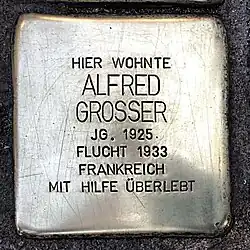 HIER WOHNTE
ALFRED
GROSSER
JG. 1925
FLUCHT 1933
FRANKREICH
MIT HILFE ÜBERLEBT